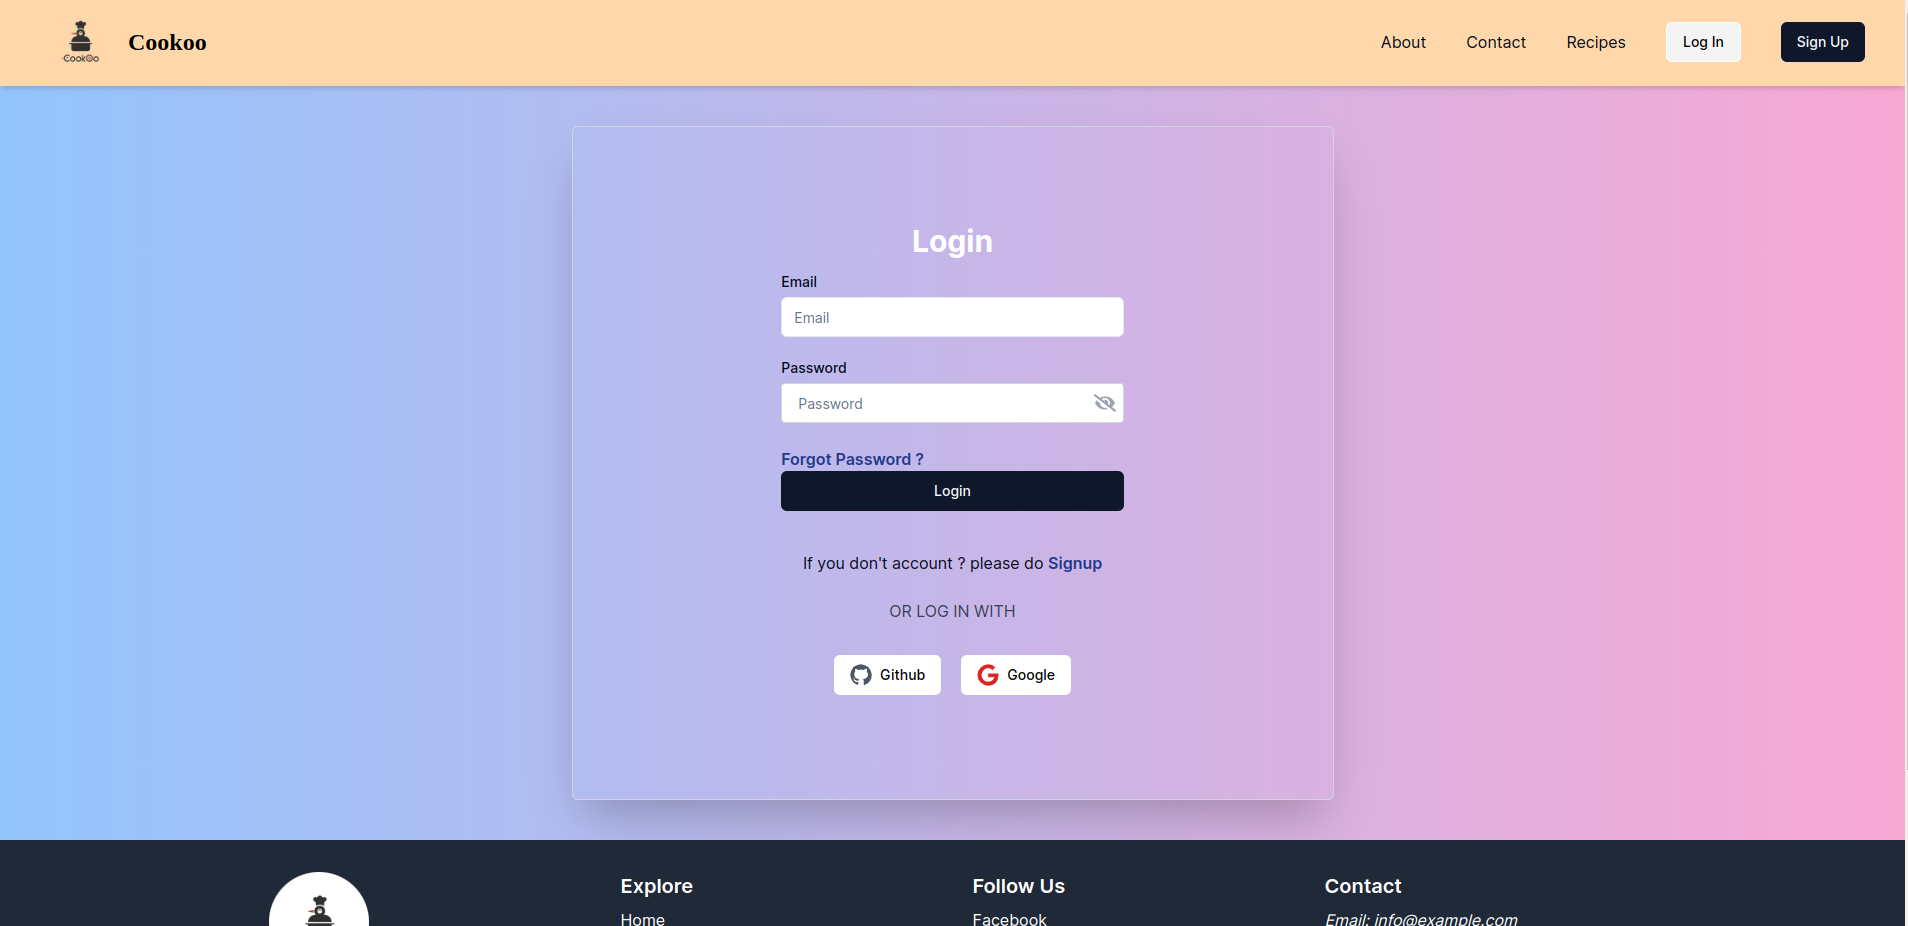 CookOo
Cookoo
About
Contact
Recipes
Log In
Sign Up
Login
Email
Email
Password
Password
Forgot Password ?
Login
If you don't account ? please do Signup
OR LOG IN WITH
Github
Google
Explore
Follow Us
Contact
Home
Facebook
Email: info@example.com